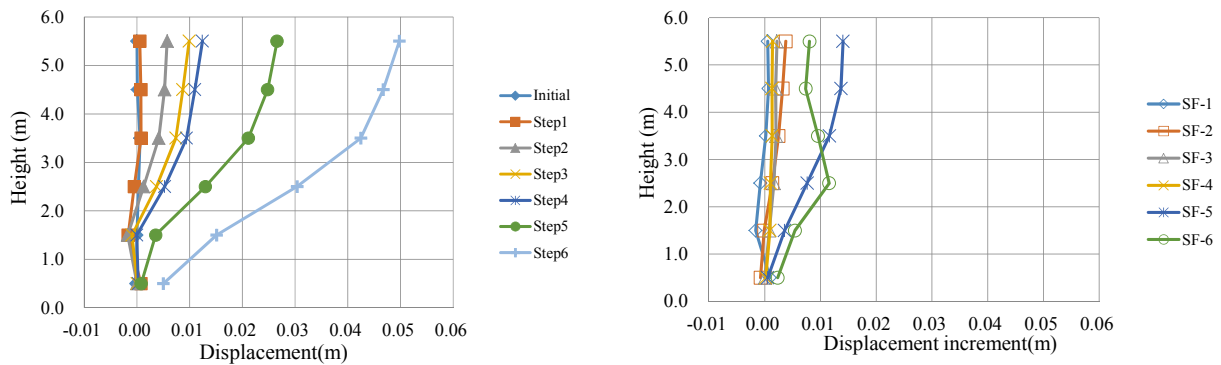 6.0
5.0
4.0
3.0
2.0
1.0
0.0
Height (m)
-0.01 0.00 0.01 0.02 0.03 0.04 0.05 0.06
Displacement(m)
Initial
Step1
Step2
Step3
Step4
Step5
Step6
6.0
5.0
4.0
3.0
2.0
1.0
0.0
Height (m)
-0.01 0.00 0.01 0.02 0.03 0.04 0.05 0.06
Displacement increment(m)
SF-1
SF-2
SF-3
SF-4
SF-5
SF-6